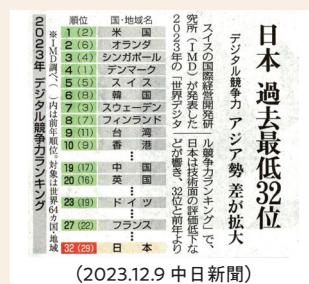 日本 過去最低32位
デジタル競争力 アジア勢 差が拡大
スイスの国際経営開発研
究所（IMD）が発表した
2023年の「世界デジタ
ル競争力ランキング」で、
日本は技術面の評価低下な
どが響き、32位と前年より
順位 国・地域名
1(2) 米国
2(6) オランダ
3(4) シンガポール
4(1) デンマーク
5(5) スイス
6(8) 韓国
7(3) スウェーデン
8(7) フィンランド
9(11) 台湾
10(9) 香港
⋮
19(17) 中国
20(16) 英国
⋮
23(19) ドイツ
⋮
27(22) フランス
⋮
32(29) 日本
※IMD調べ、（ ）内は前年順位。対象は世界64カ国・地域
2023年 デジタル競争力ランキング
（2023.12.9 中日新聞）